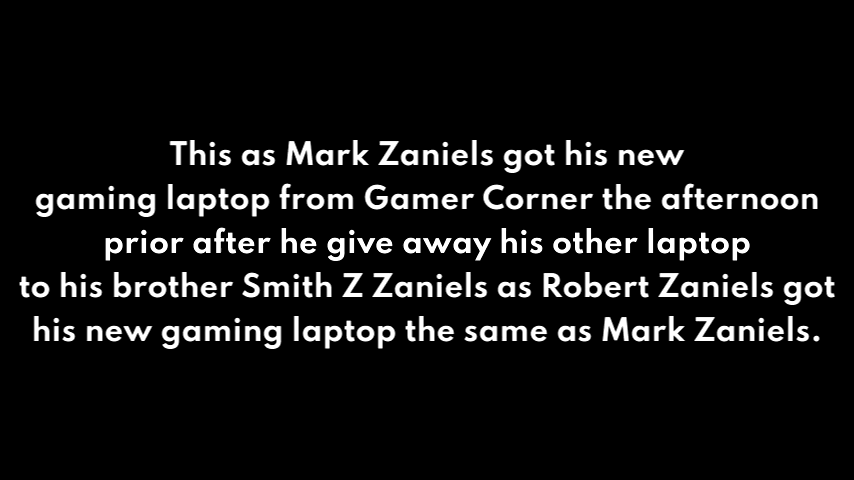 This as Mark Zaniels got his new
gaming laptop from Gamer Corner the afternoon
prior after he give away his other laptop
to his brother Smith Z Zaniels as Robert Zaniels got
his new gaming laptop the same as Mark Zaniels.